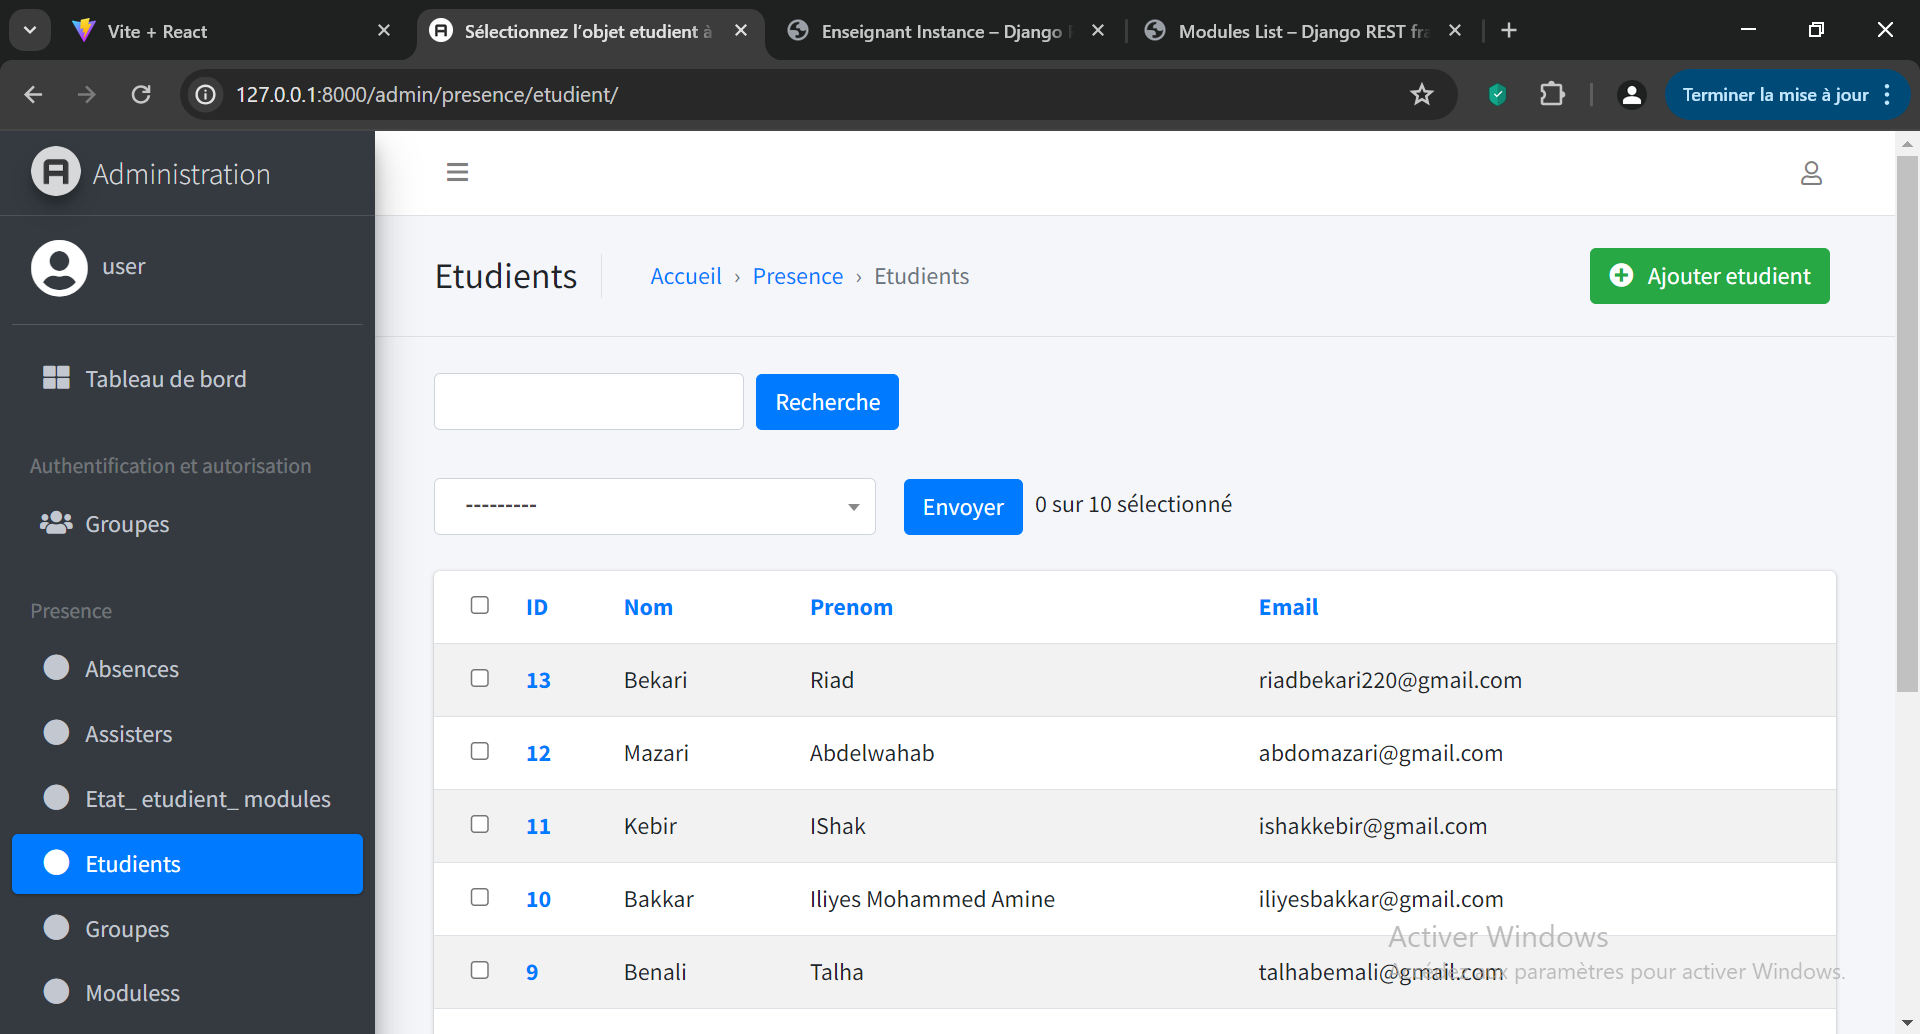 Vite + React
Sélectionnez l'objet etudient à
Enseignant Instance – Django
Modules List – Django REST fra
127.0.0.1:8000/admin/presence/etudient/
Terminer la mise à jour
Administration
user
Tableau de bord
Authentification et autorisation
Groupes
Presence
Absences
Assisters
Etat_ etudient_ modules
Etudients
Groupes
Moduless
Etudients
Accueil › Presence › Etudients
Ajouter etudient
Recherche
---------
Envoyer
0 sur 10 sélectionné
ID Nom Prenom Email
13 Bekari Riad riadbekari220@gmail.com
12 Mazari Abdelwahab abdomazari@gmail.com
11 Kebir IShak ishakkebir@gmail.com
10 Bakkar Iliyes Mohammed Amine iliyesbakkar@gmail.com
9 Benali Talha talhabemali@gmail.com
Activer Windows
Accédez aux paramètres pour activer Windows.